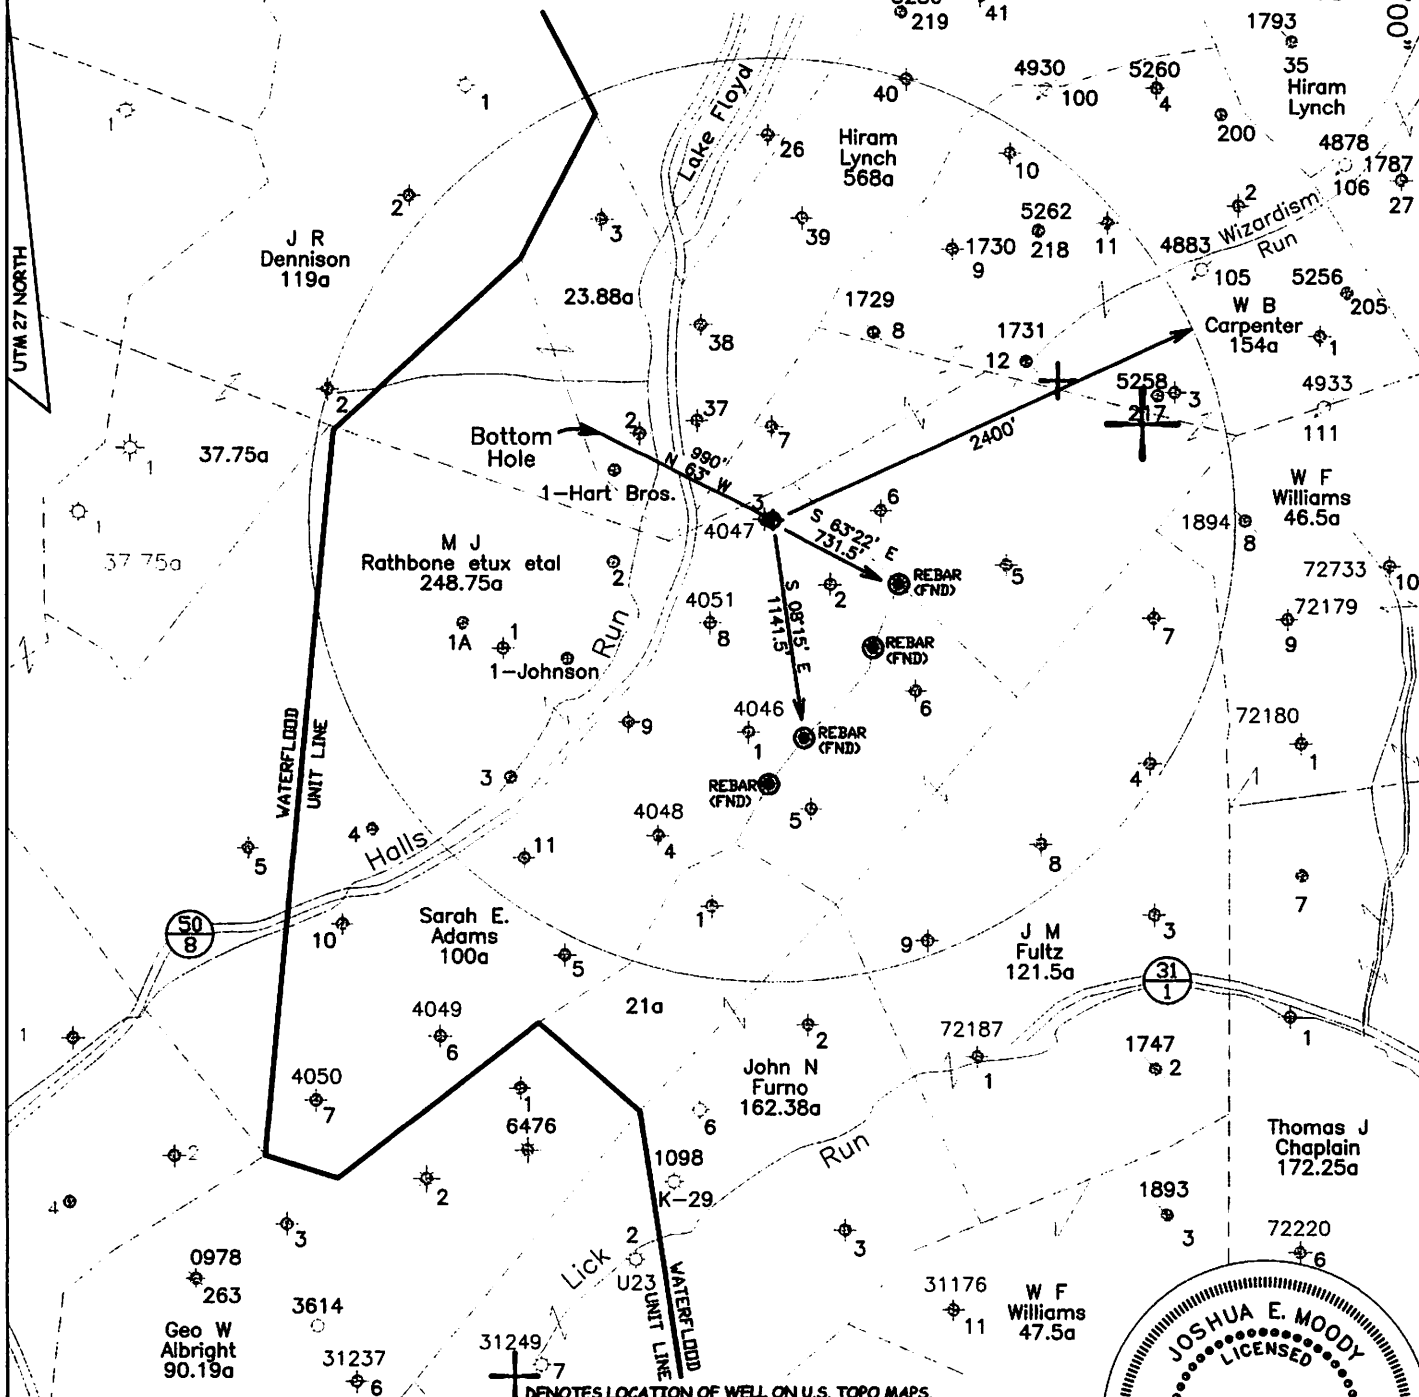 219
41
1793
35
Hiram
Lynch
00"
4930
100
5260
4
40
200
1
1
Lake Floyd
26
Hiram
Lynch
568a
10
4878
106
1787
27
2
2
3
39
5262
218
11
Wizardism
Run
J R
Dennison
119a
1730
9
4883
105
UTM 27 NORTH
23.88a
5256
205
1729
8
38
1731
12
W B
Carpenter
154a
1
2
5258
217
3
4933
111
37
2
7
Bottom
Hole
2400'
1
37.75a
990'
N 63° W
1-Hart Bros.
W F
Williams
46.5a
3
4047
6
S 63°22' E
731.5'
1894
8
1
37.75a
M J
Rathbone etux etal
248.75a
2
5
REBAR
(FND)
2
72733
10
4051
8
S 08°15' E
1141.5'
72179
9
7
1A
1
1-Johnson
Run
REBAR
(FND)
6
9
4046
1
REBAR
(FND)
72180
1
WATERFLOOD
UNIT LINE
3
REBAR
(FND)
4
5
4048
4
4
5
Halls
11
8
7
1
Sarah E.
Adams
100a
50
8
10
5
9
J M
Fultz
121.5a
3
31
1
21a
4049
6
1
2
72187
1
1
1747
2
4050
7
1
John N
Furno
162.38a
6
6476
Run
Thomas J
Chaplain
172.25a
2
1098
K-29
4
2
1893
3
3
2
3
72220
6
0978
263
Lick
U23
WATERFLOOD
UNIT LINE
31176
11
W F
Williams
47.5a
3614
Geo W
Albright
90.19a
31237
6
31249
7
JOSHUA E. MOODY
LICENSED
DENOTES LOCATION OF WELL ON U.S. TOPO MAPS.